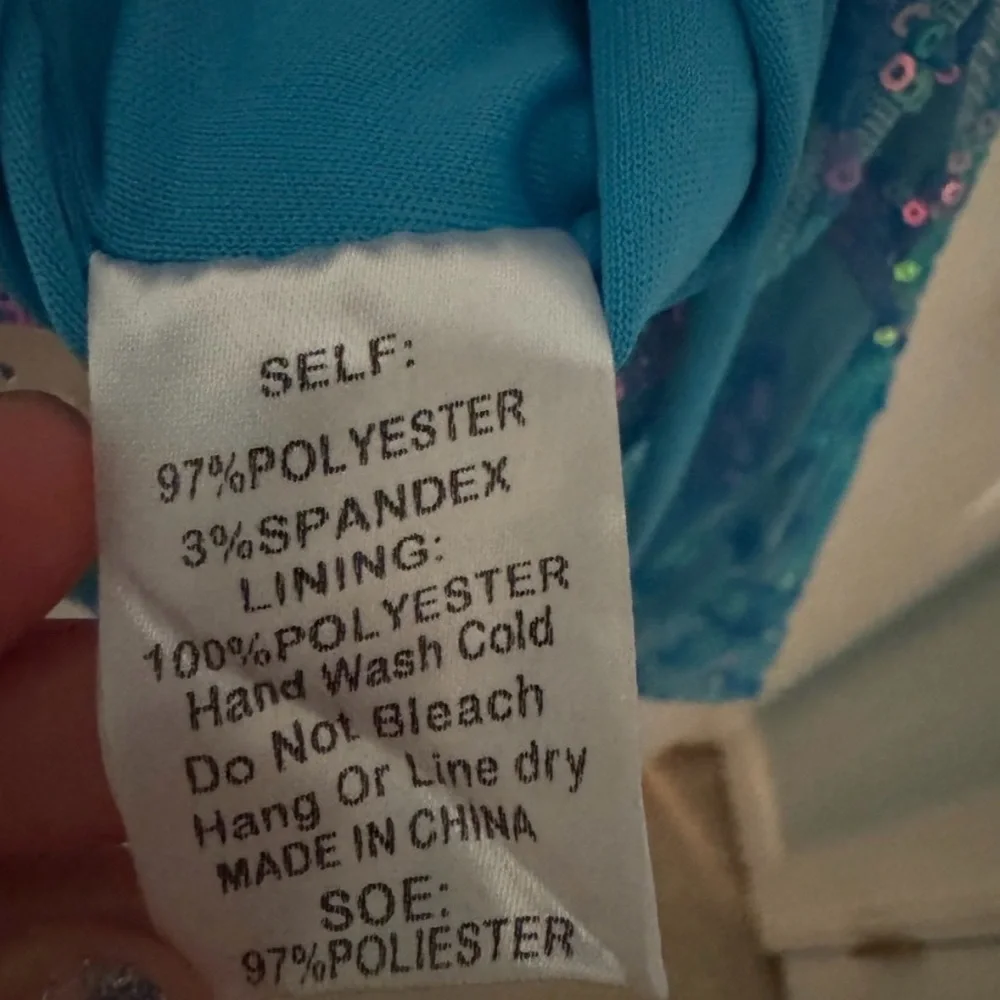 SELF:
97%POLYESTER
3%SPANDEX
LINING:
100%POLYESTER
Hand Wash Cold
Do Not Bleach
Hang Or Line dry
MADE IN CHINA
SOE:
97%POLIESTER